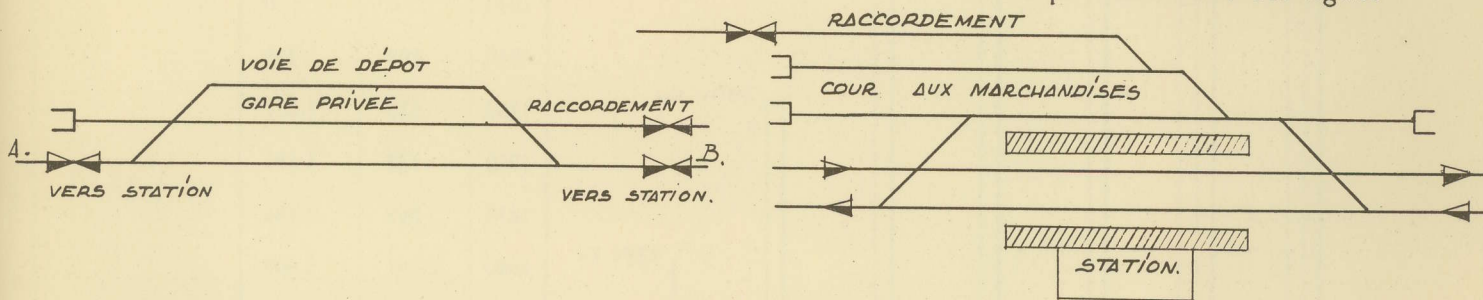 VOIE DE DÉPOT
GARE PRIVÉE
RACCORDEMENT
A.
B.
VERS STATION
VERS STATION.
RACCORDEMENT
COUR AUX MARCHANDISES
STATION.